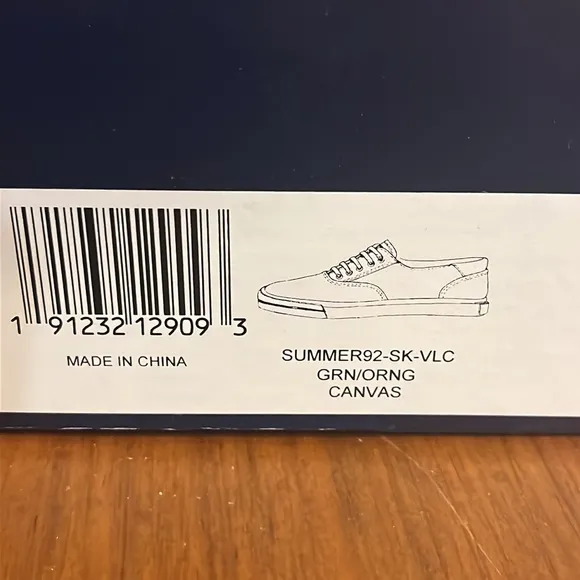 1 91232 12909 3
MADE IN CHINA
SUMMER92-SK-VLC
GRN/ORNG
CANVAS